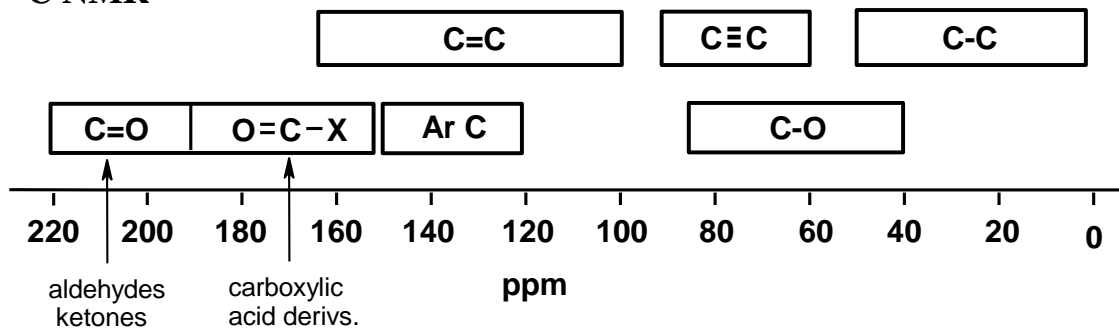 C=C C≡C C-C
C=O O=C-X Ar C C-O
220 200 180 160 140 120 100 80 60 40 20 0
aldehydes carboxylic ppm
ketones acid derivs.